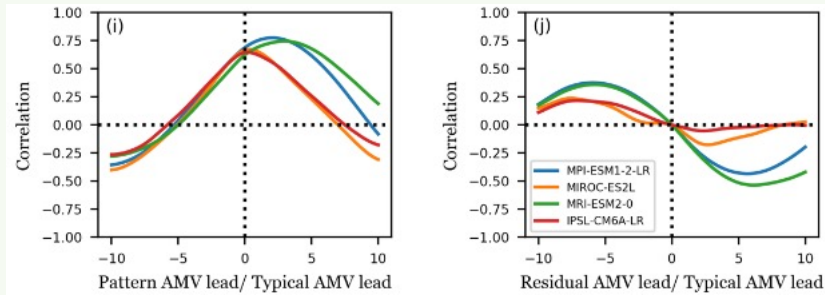 (i)
Correlation
1.00
0.75
0.50
0.25
0.00
−0.25
−0.50
−0.75
−1.00
−10 −5 0 5 10
Pattern AMV lead/ Typical AMV lead
(j)
Correlation
1.00
0.75
0.50
0.25
0.00
−0.25
−0.50
−0.75
−1.00
MPI-ESM1-2-LR
MIROC-ES2L
MRI-ESM2-0
IPSL-CM6A-LR
−10 −5 0 5 10
Residual AMV lead/ Typical AMV lead